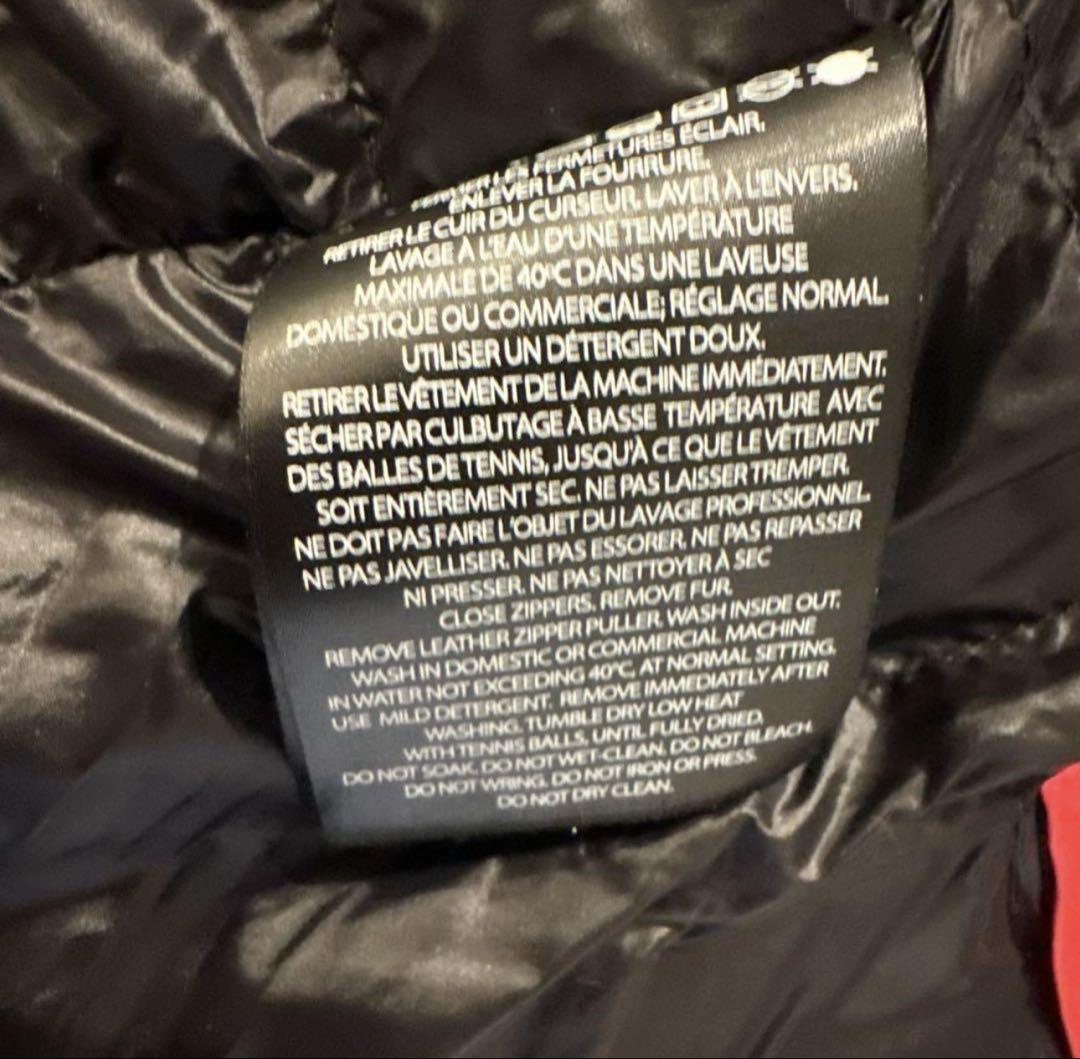 LES FERMETURES ÉCLAIR.
ENLEVER LA FOURRURE.
RETIRER LE CUIR DU CURSEUR. LAVER À L'ENVERS.
LAVAGE À L'EAU D'UNE TEMPÉRATURE
MAXIMALE DE 40ºC DANS UNE LAVEUSE
DOMESTIQUE OU COMMERCIALE; RÉGLAGE NORMAL.
UTILISER UN DÉTERGENT DOUX.
RETIRER LE VÊTEMENT DE LA MACHINE IMMÉDIATEMENT.
SÉCHER PAR CULBUTAGE À BASSE TEMPÉRATURE AVEC
DES BALLES DE TENNIS, JUSQU'À CE QUE LE VÊTEMENT
SOIT ENTIÈREMENT SEC. NE PAS LAISSER TREMPER.
NE DOIT PAS FAIRE L'OBJET DU LAVAGE PROFESSIONNEL.
NE PAS JAVELLISER. NE PAS ESSORER. NE PAS REPASSER
NI PRESSER. NE PAS NETTOYER À SEC
CLOSE ZIPPERS. REMOVE FUR.
REMOVE LEATHER ZIPPER PULLER. WASH INSIDE OUT.
WASH IN DOMESTIC OR COMMERCIAL MACHINE
IN WATER NOT EXCEEDING 40ºC, AT NORMAL SETTING.
USE MILD DETERGENT. REMOVE IMMEDIATELY AFTER
WASHING. TUMBLE DRY LOW HEAT
WITH TENNIS BALLS, UNTIL FULLY DRIED.
DO NOT SOAK. DO NOT WET-CLEAN. DO NOT BLEACH.
DO NOT WRING. DO NOT IRON OR PRESS.
DO NOT DRY CLEAN.